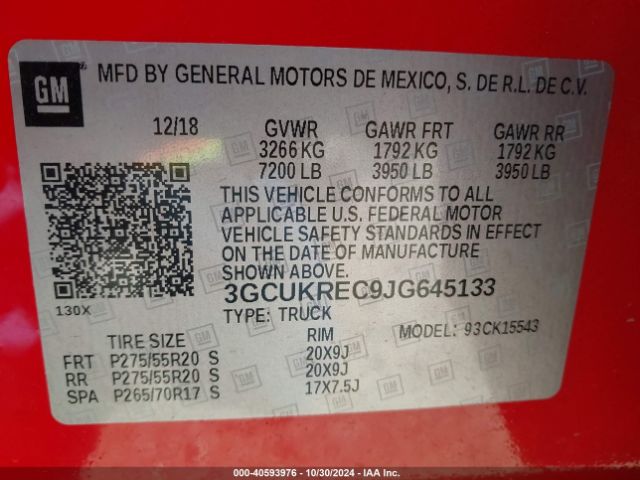 GM
MFD BY GENERAL MOTORS DE MEXICO, S. DE R.L. DE C.V.
12/18 GVWR GAWR FRT GAWR RR
3266 KG 1792 KG 1792 KG
7200 LB 3950 LB 3950 LB
THIS VEHICLE CONFORMS TO ALL
APPLICABLE U.S. FEDERAL MOTOR
VEHICLE SAFETY STANDARDS IN EFFECT
ON THE DATE OF MANUFACTURE
SHOWN ABOVE.
130X
3GCUKREC9JG645133
TYPE: TRUCK MODEL: 93CK15543
TIRE SIZE RIM
FRT P275/55R20 S 20X9J
RR P275/55R20 S 20X9J
SPA P265/70R17 S 17X7.5J
000-40593976 - 10/30/2024 - IAA Inc.